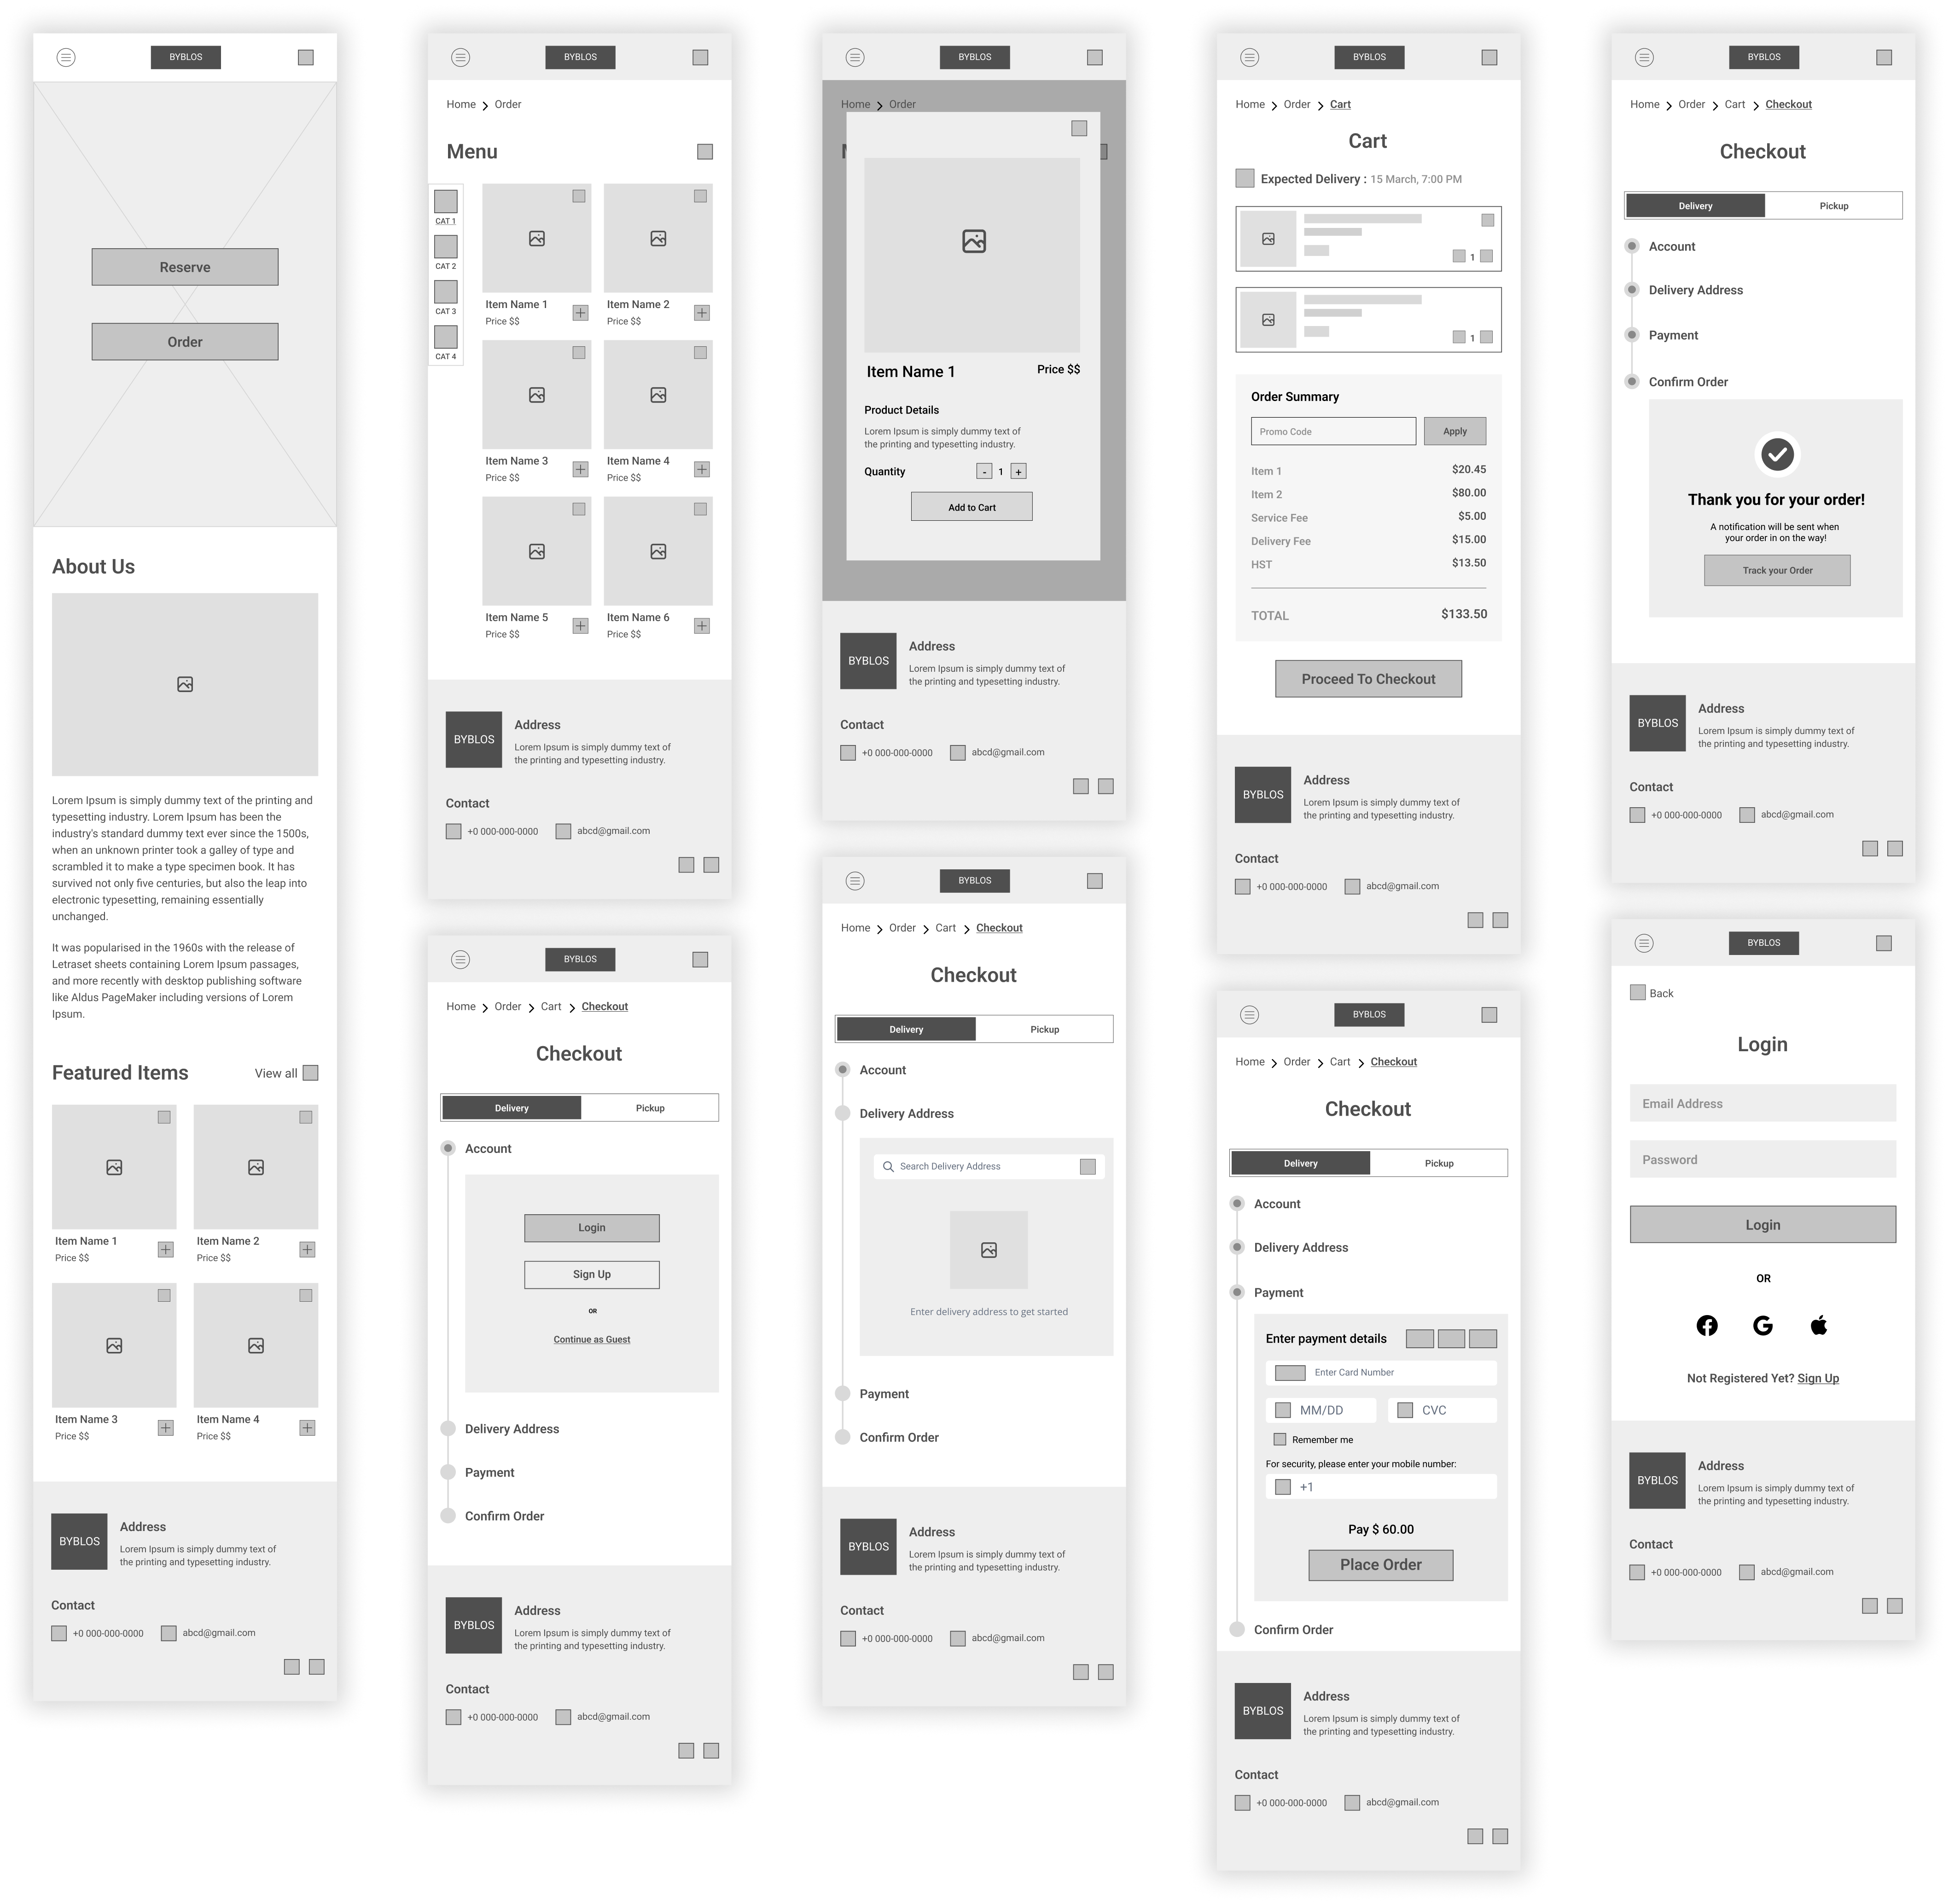 BYBLOS
Reserve
Order
About Us
Lorem Ipsum is simply dummy text of the printing and
typesetting industry. Lorem Ipsum has been the
industry's standard dummy text ever since the 1500s,
when an unknown printer took a galley of type and
scrambled it to make a type specimen book. It has
survived not only five centuries, but also the leap into
electronic typesetting, remaining essentially
unchanged.
It was popularised in the 1960s with the release of
Letraset sheets containing Lorem Ipsum passages,
and more recently with desktop publishing software
like Aldus PageMaker including versions of Lorem
Ipsum.
Featured Items View all
Item Name 1 Item Name 2
Price $$ Price $$
Item Name 3 Item Name 4
Price $$ Price $$
BYBLOS
Address
Lorem Ipsum is simply dummy text of
the printing and typesetting industry.
Contact
+0 000-000-0000 abcd@gmail.com
BYBLOS
Home Order
Menu
CAT 1
CAT 2
CAT 3
CAT 4
Item Name 1 Item Name 2
Price $$ Price $$
Item Name 3 Item Name 4
Price $$ Price $$
Item Name 5 Item Name 6
Price $$ Price $$
BYBLOS
Address
Lorem Ipsum is simply dummy text of
the printing and typesetting industry.
Contact
+0 000-000-0000 abcd@gmail.com
BYBLOS
Home Order Cart Checkout
Checkout
Delivery Pickup
Account
Login
Sign Up
OR
Continue as Guest
Delivery Address
Payment
Confirm Order
BYBLOS
Address
Lorem Ipsum is simply dummy text of
the printing and typesetting industry.
Contact
+0 000-000-0000 abcd@gmail.com
BYBLOS
Home Order
Item Name 1 Price $$
Product Details
Lorem Ipsum is simply dummy text of
the printing and typesetting industry.
Quantity - 1 +
Add to Cart
BYBLOS
Address
Lorem Ipsum is simply dummy text of
the printing and typesetting industry.
Contact
+0 000-000-0000 abcd@gmail.com
BYBLOS
Home Order Cart Checkout
Checkout
Delivery Pickup
Account
Delivery Address
Search Delivery Address
Enter delivery address to get started
Payment
Confirm Order
BYBLOS
Address
Lorem Ipsum is simply dummy text of
the printing and typesetting industry.
Contact
+0 000-000-0000 abcd@gmail.com
BYBLOS
Home Order Cart
Cart
Expected Delivery : 15 March, 7:00 PM
1
1
Order Summary
Promo Code Apply
Item 1 $20.45
Item 2 $80.00
Service Fee $5.00
Delivery Fee $15.00
HST $13.50
TOTAL $133.50
Proceed To Checkout
BYBLOS
Address
Lorem Ipsum is simply dummy text of
the printing and typesetting industry.
Contact
+0 000-000-0000 abcd@gmail.com
BYBLOS
Home Order Cart Checkout
Checkout
Delivery Pickup
Account
Delivery Address
Payment
Enter payment details
Enter Card Number
MM/DD CVC
Remember me
For security, please enter your mobile number:
+1
Pay $ 60.00
Place Order
Confirm Order
BYBLOS
Address
Lorem Ipsum is simply dummy text of
the printing and typesetting industry.
Contact
+0 000-000-0000 abcd@gmail.com
BYBLOS
Home Order Cart Checkout
Checkout
Delivery Pickup
Account
Delivery Address
Payment
Confirm Order
Thank you for your order!
A notification will be sent when
your order in on the way!
Track your Order
BYBLOS
Address
Lorem Ipsum is simply dummy text of
the printing and typesetting industry.
Contact
+0 000-000-0000 abcd@gmail.com
BYBLOS
Back
Login
Email Address
Password
Login
OR
Not Registered Yet? Sign Up
BYBLOS
Address
Lorem Ipsum is simply dummy text of
the printing and typesetting industry.
Contact
+0 000-000-0000 abcd@gmail.com